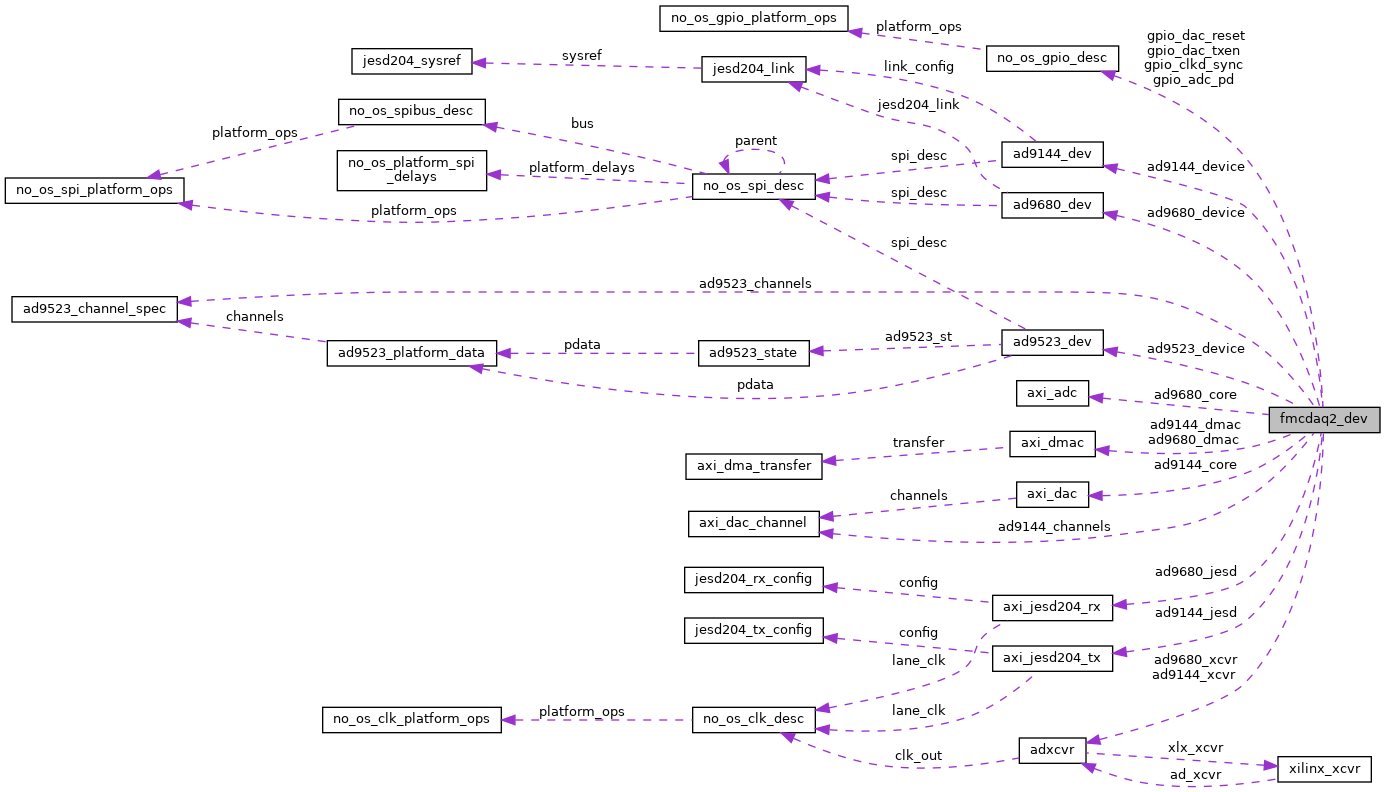 no_os_gpio_platform_ops
platform_ops
gpio_dac_reset
gpio_dac_txen
gpio_clkd_sync
gpio_adc_pd
no_os_gpio_desc
jesd204_sysref
sysref
jesd204_link
link_config
jesd204_link
no_os_spibus_desc
bus
platform_ops
parent
ad9144_dev
spi_desc
ad9144_device
no_os_platform_spi
_delays
platform_delays
no_os_spi_desc
no_os_spi_platform_ops
platform_ops
spi_desc
ad9680_dev
ad9680_device
spi_desc
ad9523_channels
ad9523_channel_spec
channels
ad9523_platform_data
pdata
ad9523_state
ad9523_st
ad9523_dev
ad9523_device
pdata
axi_adc
ad9680_core
fmcdaq2_dev
ad9144_dmac
ad9680_dmac
transfer
axi_dmac
axi_dma_transfer
ad9144_core
axi_dac
channels
axi_dac_channel
ad9144_channels
jesd204_rx_config
config
ad9680_jesd
axi_jesd204_rx
ad9144_jesd
jesd204_tx_config
config
axi_jesd204_tx
lane_clk
ad9680_xcvr
ad9144_xcvr
no_os_clk_platform_ops
platform_ops
no_os_clk_desc
lane_clk
adxcvr
clk_out
xlx_xcvr
xilinx_xcvr
ad_xcvr